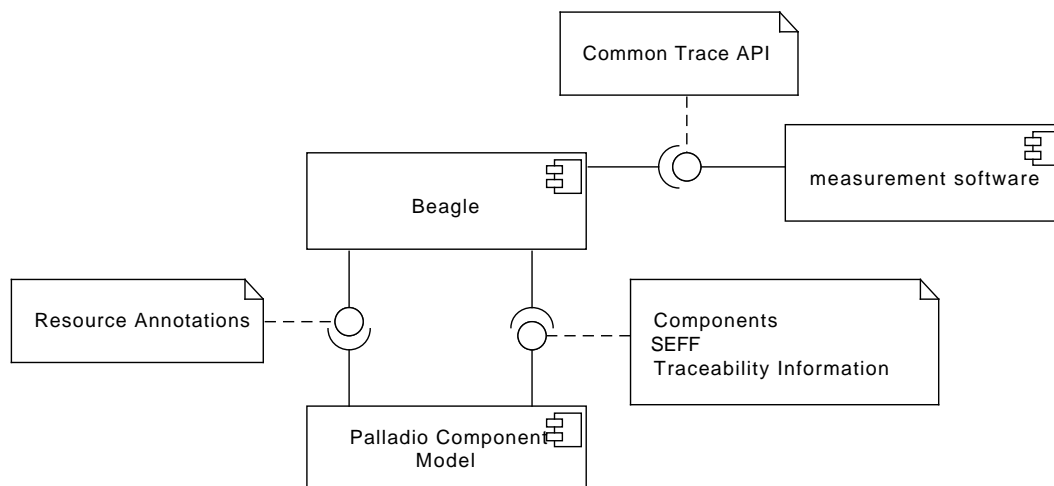 Common Trace API
measurement software
Beagle
Resource Annotations
Components
SEFF
Traceability Information
Palladio Component
Model